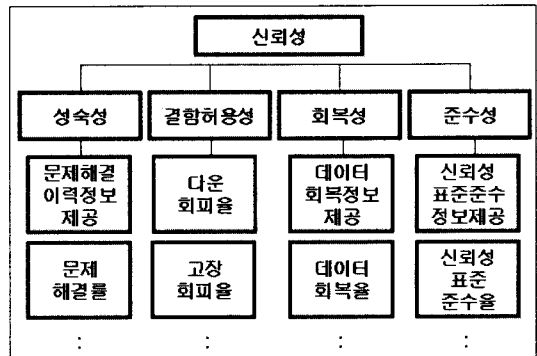 신뢰성
성숙성
결함허용성
회복성
준수성
문제해결
이력정보
제공
다운
회피율
데이터
회복정보
제공
신뢰성
표준준수
정보제공
문제
해결률
고장
회피율
데이터
회복율
신뢰성
표준
준수율
:
:
:
: